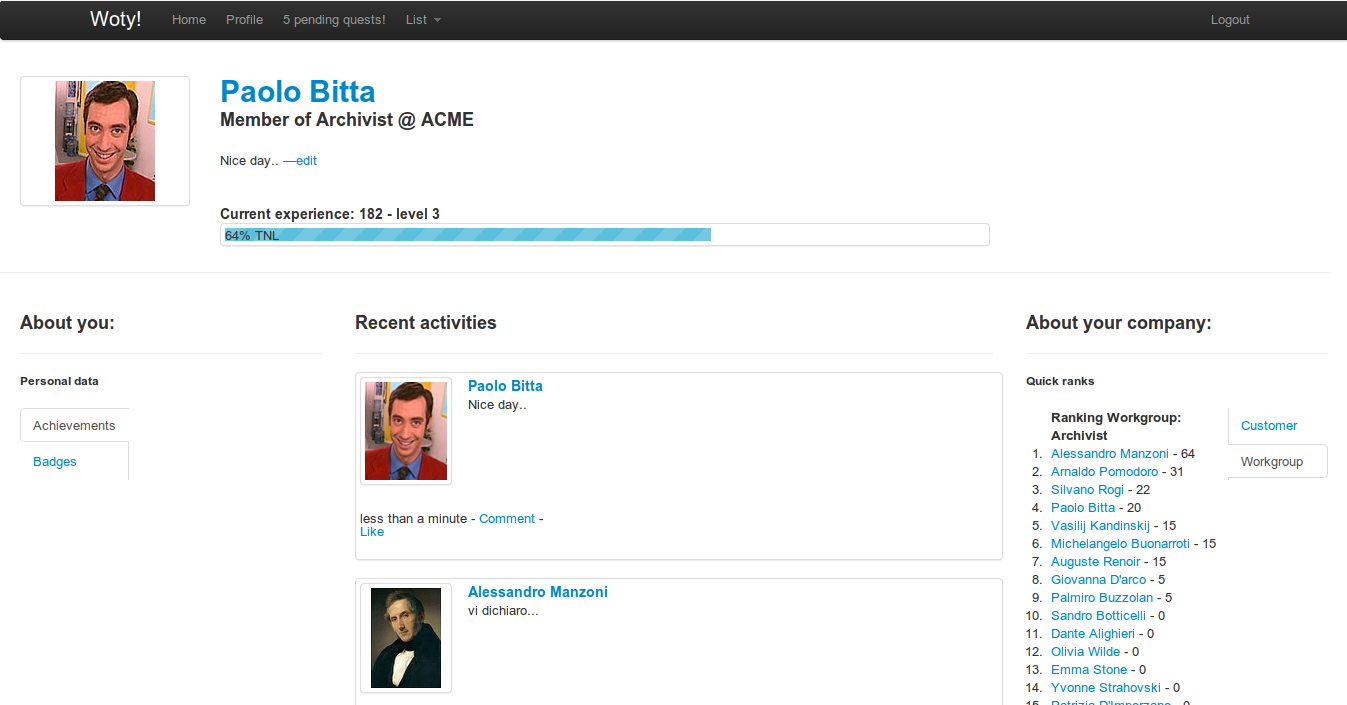 Woty! Home Profile 5 pending quests! List Logout
Paolo Bitta
Member of Archivist @ ACME
Nice day.. —edit
Current experience: 182 - level 3
64% TNL
About you:
Personal data
Achievements
Badges
Recent activities
Paolo Bitta
Nice day..
less than a minute - Comment -
Like
Alessandro Manzoni
vi dichiaro...
About your company:
Quick ranks
Ranking Workgroup:
Archivist
1. Alessandro Manzoni - 64
2. Arnaldo Pomodoro - 31
3. Silvano Rogi - 22
4. Paolo Bitta - 20
5. Vasilij Kandinskij - 15
6. Michelangelo Buonarroti - 15
7. Auguste Renoir - 15
8. Giovanna D'arco - 5
9. Palmiro Buzzolan - 5
10. Sandro Botticelli - 0
11. Dante Alighieri - 0
12. Olivia Wilde - 0
13. Emma Stone - 0
14. Yvonne Strahovski - 0
Customer
Workgroup